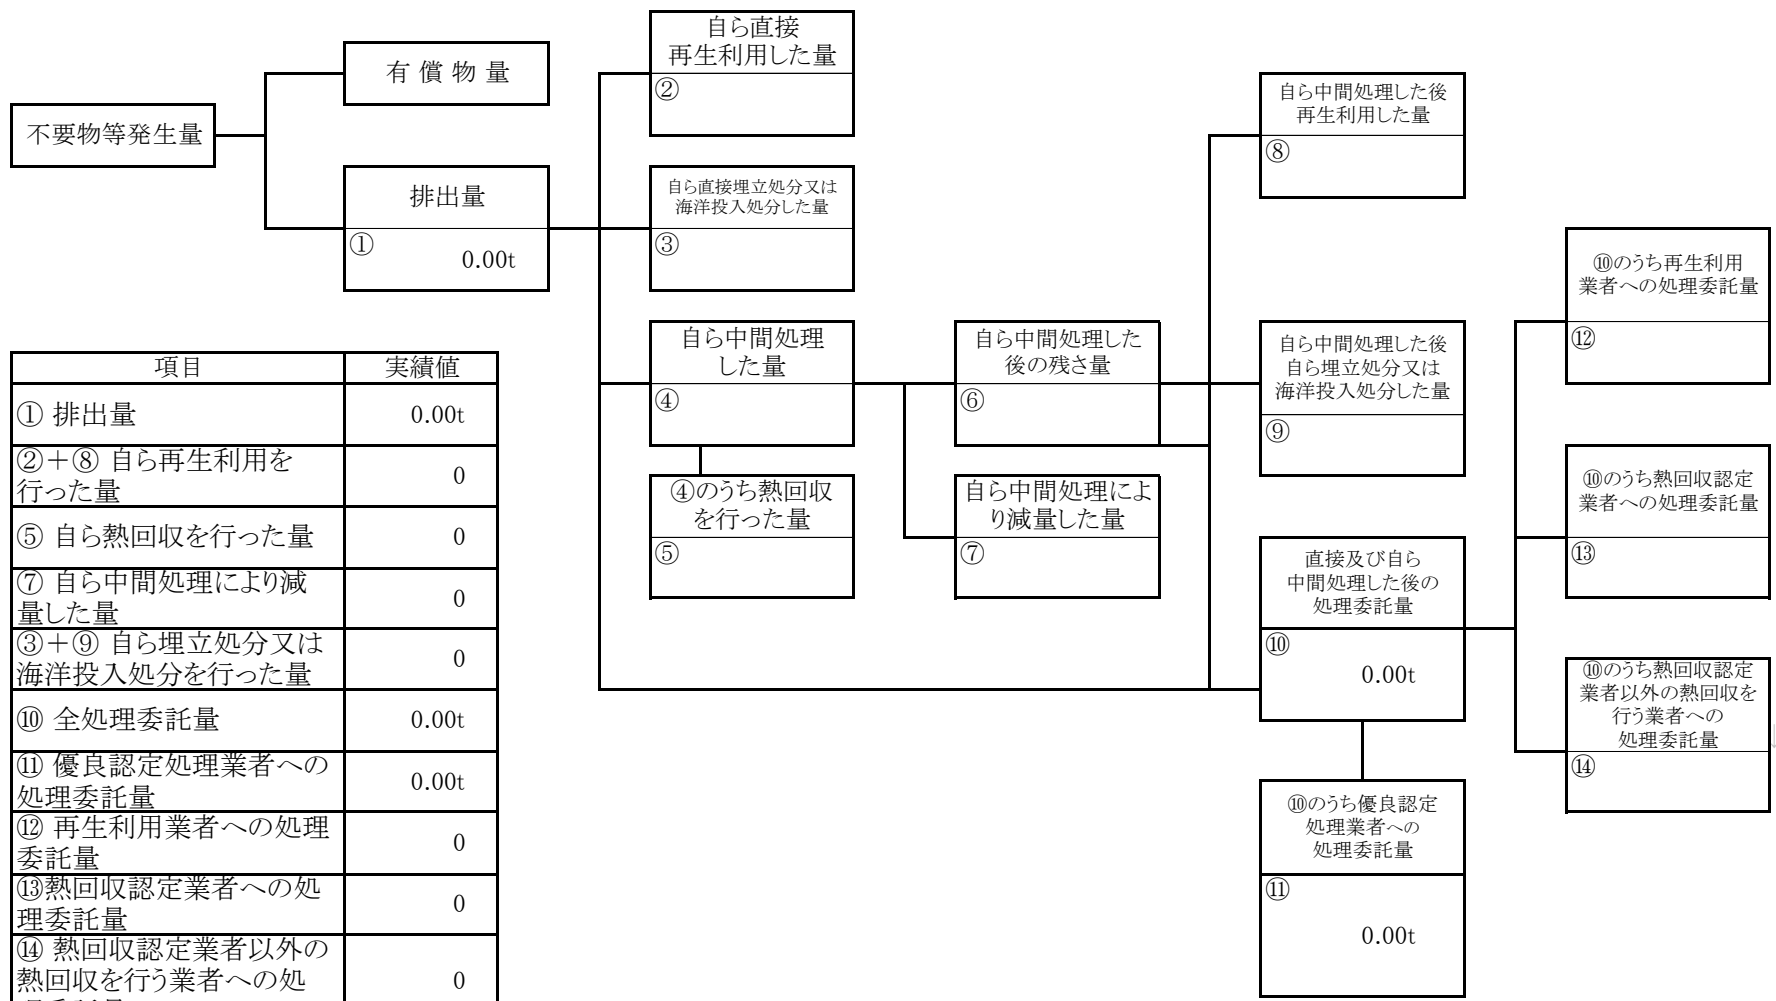 不要物等発生量
有償物量
排出量
①
0.00t
自ら直接
再生利用した量
②
自ら直接埋立処分又は
海洋投入処分した量
③
自ら中間処理
した量
④
④のうち熱回収
を行った量
⑤
自ら中間処理した
後の残さ量
⑥
自ら中間処理によ
り減量した量
⑦
自ら中間処理した後
再生利用した量
⑧
自ら中間処理した後
自ら埋立処分又は
海洋投入処分した量
⑨
直接及び自ら
中間処理した後の
処理委託量
⑩
0.00t
⑩のうち優良認定
処理業者への
処理委託量
⑪
0.00t
⑩のうち再生利用
業者への処理委託量
⑫
⑩のうち熱回収認定
業者への処理委託量
⑬
⑩のうち熱回収認定
業者以外の熱回収を
行う業者への
処理委託量
⑭
項目 実績値
① 排出量 0.00t
②+⑧ 自ら再生利用を
行った量 0
⑤ 自ら熱回収を行った量 0
⑦ 自ら中間処理により減
量した量 0
③+⑨ 自ら埋立処分又は
海洋投入処分を行った量 0
⑩ 全処理委託量 0.00t
⑪ 優良認定処理業者への
処理委託量 0.00t
⑫ 再生利用業者への処理
委託量 0
⑬熱回収認定業者への処
理委託量 0
⑭ 熱回収認定業者以外の
熱回収を行う業者への処 0